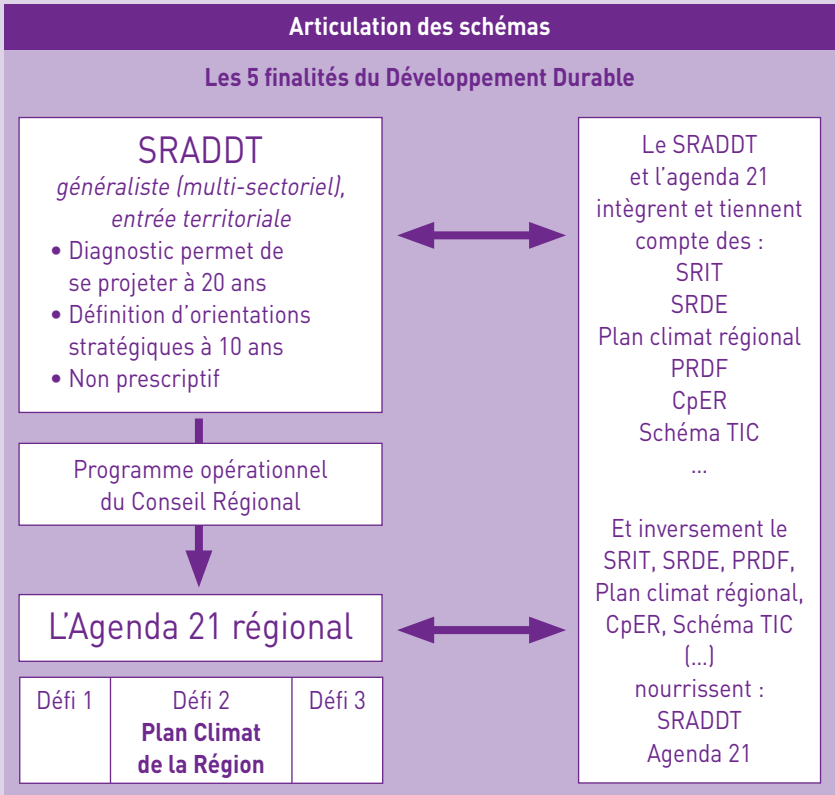 Articulation des schémas
Les 5 finalités du Développement Durable
SRADDT
généraliste (multi-sectoriel),
entrée territoriale
• Diagnostic permet de
se projeter à 20 ans
• Définition d'orientations
stratégiques à 10 ans
• Non prescriptif
Programme opérationnel
du Conseil Régional
L'Agenda 21 régional
Défi 1
Défi 2
Plan Climat
de la Région
Défi 3
Le SRADDT
et l'agenda 21
intègrent et tiennent
compte des :
SRIT
SRDE
Plan climat régional
PRDF
CpER
Schéma TIC
...
Et inversement le
SRIT, SRDE, PRDF,
Plan climat régional,
CpER, Schéma TIC
(...)
nourrissent :
SRADDT
Agenda 21